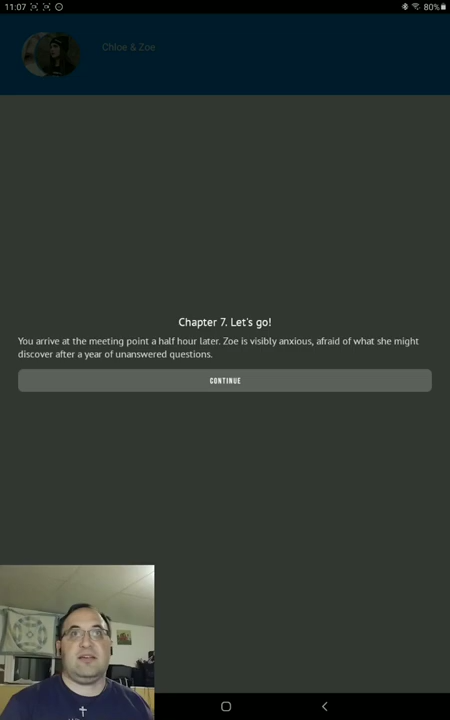 11:07
80%
Chloe & Zoe
Chapter 7. Let's go!
You arrive at the meeting point a half hour later. Zoe is visibly anxious, afraid of what she might
discover after a year of unanswered questions.
CONTINUE